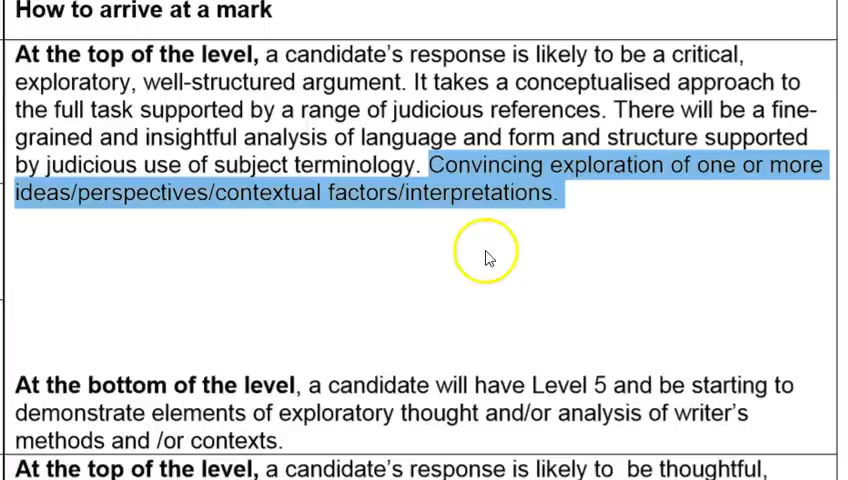 How to arrive at a mark
At the top of the level, a candidate's response is likely to be a critical,
exploratory, well-structured argument. It takes a conceptualised approach to
the full task supported by a range of judicious references. There will be a fine-
grained and insightful analysis of language and form and structure supported
by judicious use of subject terminology. Convincing exploration of one or more
ideas/perspectives/contextual factors/interpretations.
At the bottom of the level, a candidate will have Level 5 and be starting to
demonstrate elements of exploratory thought and/or analysis of writer's
methods and /or contexts.
At the top of the level, a candidate's response is likely to be thoughtful,